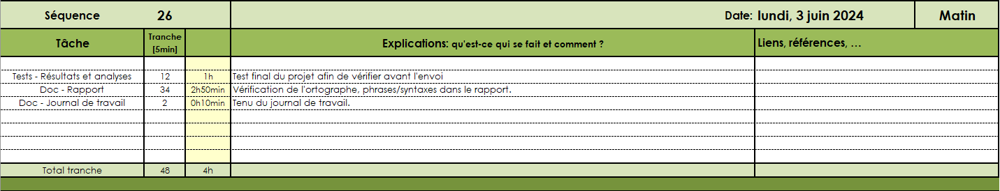 Séquence 26 Date: lundi, 3 juin 2024 Matin
Tâche Tranche [5min] Explications: qu'est-ce qui se fait et comment ? Liens, références, ...
Tests - Résultats et analyses 12 1h Test final du projet afin de vérifier avant l'envoi
Doc - Rapport 34 2h50min Vérification de l'ortographe, phrases/syntaxes dans le rapport.
Doc - Journal de travail 2 0h10min Tenu du journal de travail.
Total tranche 48 4h